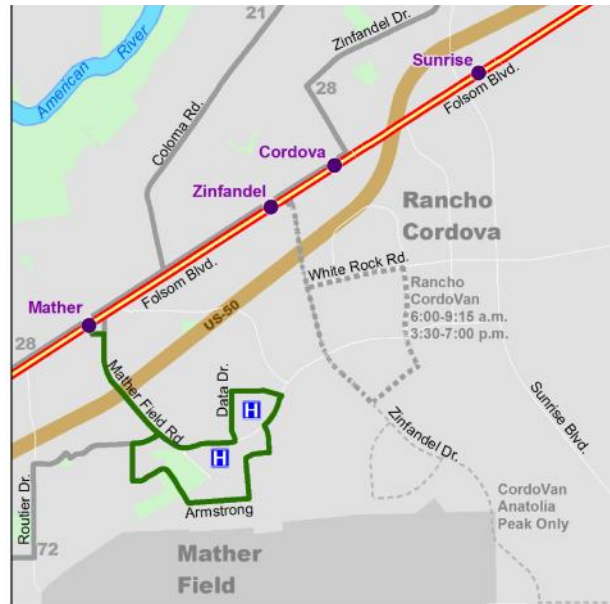 21
Zinfandel Dr.
American
River
Sunrise
28
Folsom Blvd.
Coloma Rd.
Cordova
Zinfandel
Rancho
Cordova
White Rock Rd.
Folsom Blvd.
Rancho
CordoVan
6:00-9:15 a.m.
3:30-7:00 p.m.
Mather
US-50
28
Mather Field Rd.
Data Dr.
H
H
Sunrise Blvd.
Zinfandel Dr.
Routier Dr.
Armstrong
CordoVan
Anatolia
Peak Only
72
Mather
Field